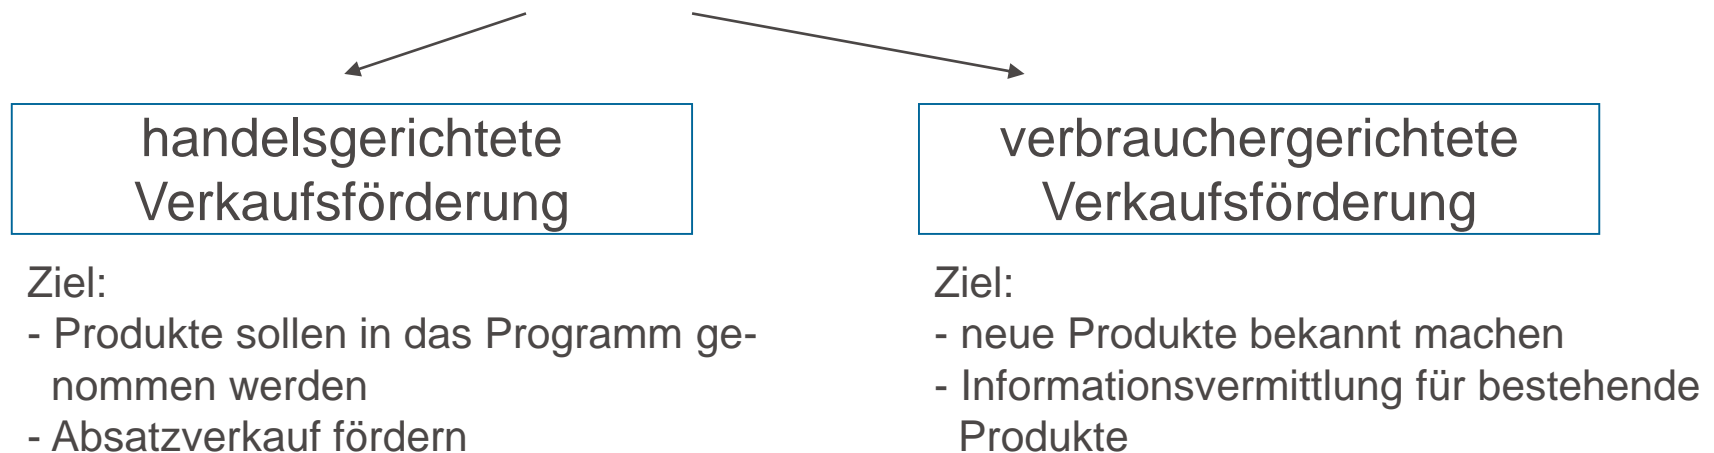 handelsgerichtete
Verkaufsförderung
Ziel:
- Produkte sollen in das Programm ge-
nommen werden
- Absatzverkauf fördern
verbrauchergerichtete
Verkaufsförderung
Ziel:
- neue Produkte bekannt machen
- Informationsvermittlung für bestehende
Produkte